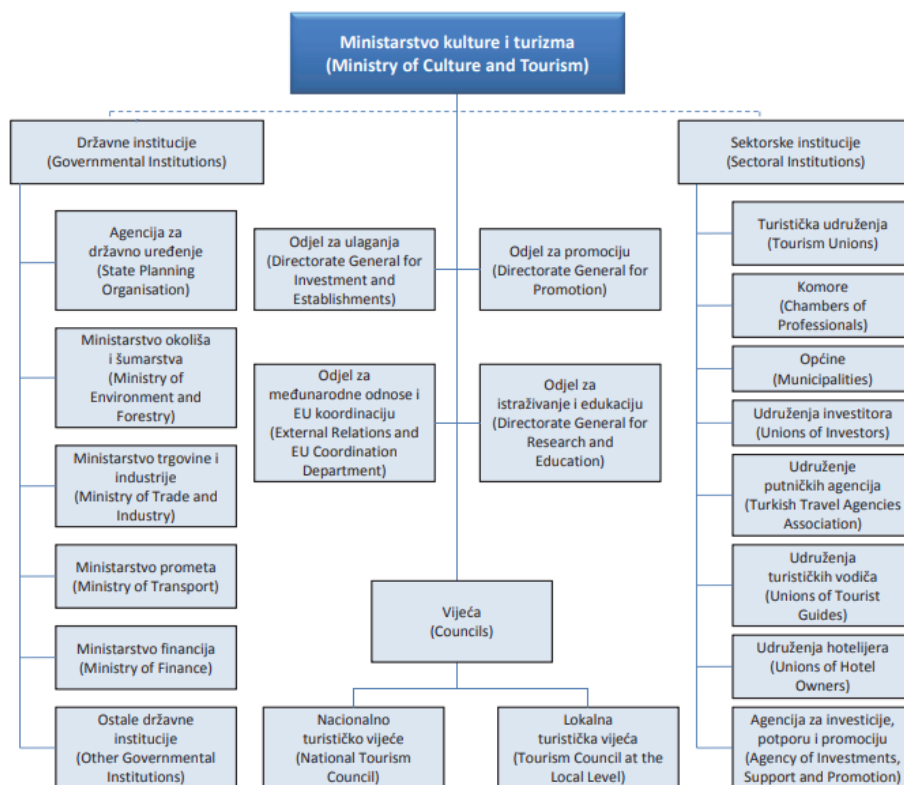 Ministarstvo kulture i turizma
(Ministry of Culture and Tourism)
Državne institucije
(Governmental Institutions)
Agencija za
državno uređenje
(State Planning
Organisation)
Ministarstvo okoliša
i šumarstva
(Ministry of
Environment and
Forestry)
Ministarstvo trgovine i
industrije
(Ministry of Trade and
Industry)
Ministarstvo prometa
(Ministry of Transport)
Ministarstvo financija
(Ministry of Finance)
Ostale državne
institucije
(Other Governmental
Institutions)
Odjel za ulaganja
(Directorate General for
Investment and
Establishments)
Odjel za promociju
(Directorate General for
Promotion)
Odjel za
međunarodne odnose i
EU koordinaciju
(External Relations and
EU Coordination
Department)
Odjel za
istraživanje i edukaciju
(Directorate General for
Research and
Education)
Vijeća
(Councils)
Nacionalno
turističko vijeće
(National Tourism
Council)
Lokalna
turistička vijeća
(Tourism Council at the
Local Level)
Sektorske institucije
(Sectoral Institutions)
Turistička udruženja
(Tourism Unions)
Komore
(Chambers of
Professionals)
Općine
(Municipalities)
Udruženja investitora
(Unions of Investors)
Udruženje
putničkih agencija
(Turkish Travel Agencies
Association)
Udruženja
turističkih vodiča
(Unions of Tourist
Guides)
Udruženja hotelijera
(Unions of Hotel
Owners)
Agencija za investicije,
potporu i promociju
(Agency of Investments,
Support and Promotion)